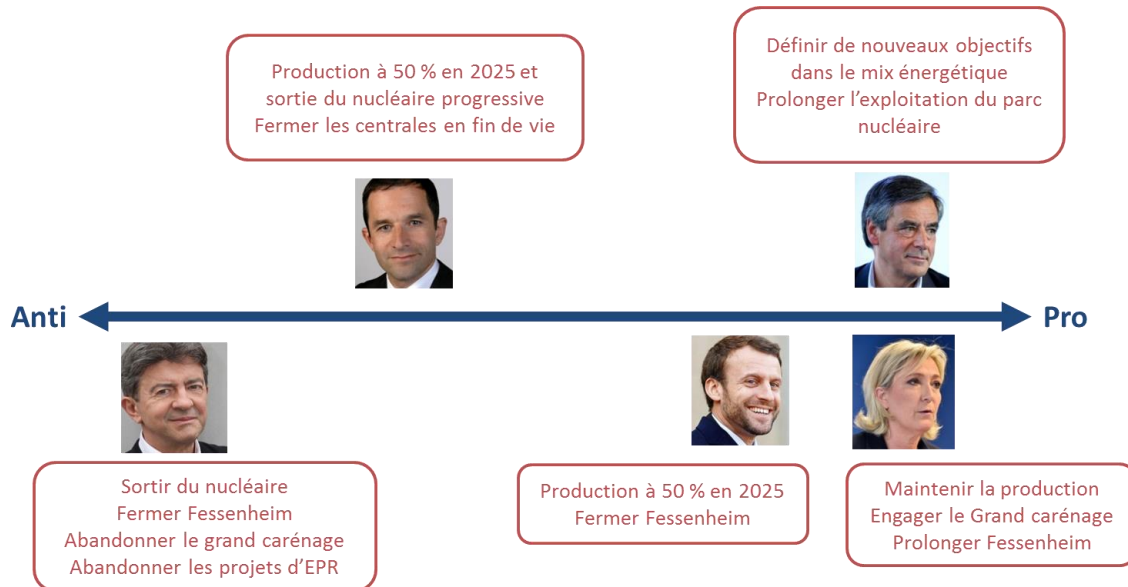 Production à 50 % en 2025 et
sortie du nucléaire progressive
Fermer les centrales en fin de vie
Définir de nouveaux objectifs
dans le mix énergétique
Prolonger l'exploitation du parc
nucléaire
Anti
Pro
Sortir du nucléaire
Fermer Fessenheim
Abandonner le grand carénage
Abandonner les projets d'EPR
Production à 50 % en 2025
Fermer Fessenheim
Maintenir la production
Engager le Grand carénage
Prolonger Fessenheim